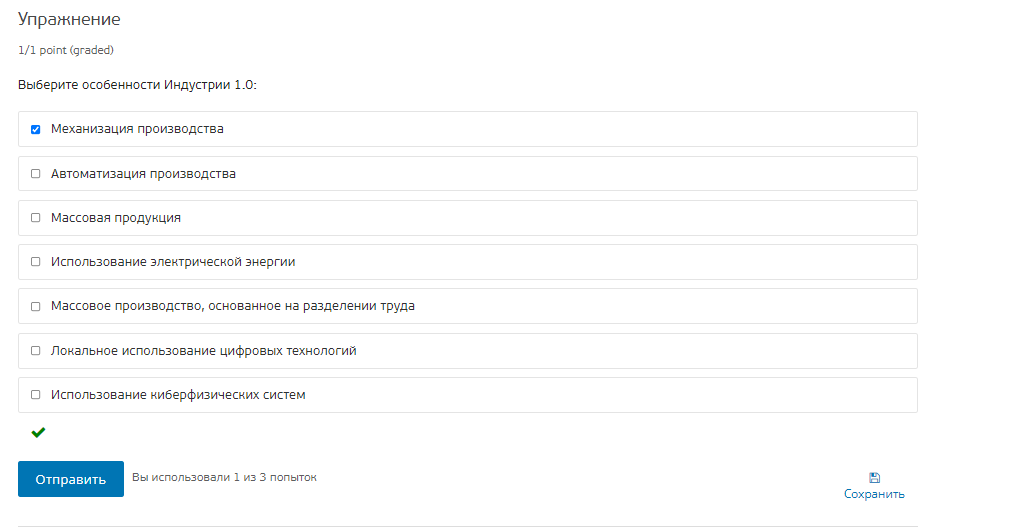 Упражнение
1/1 point (graded)
Выберите особенности Индустрии 1.0:
Механизация производства
Автоматизация производства
Массовая продукция
Использование электрической энергии
Массовое производство, основанное на разделении труда
Локальное использование цифровых технологий
Использование киберфизических систем
Отправить
Вы использовали 1 из 3 попыток
Сохранить